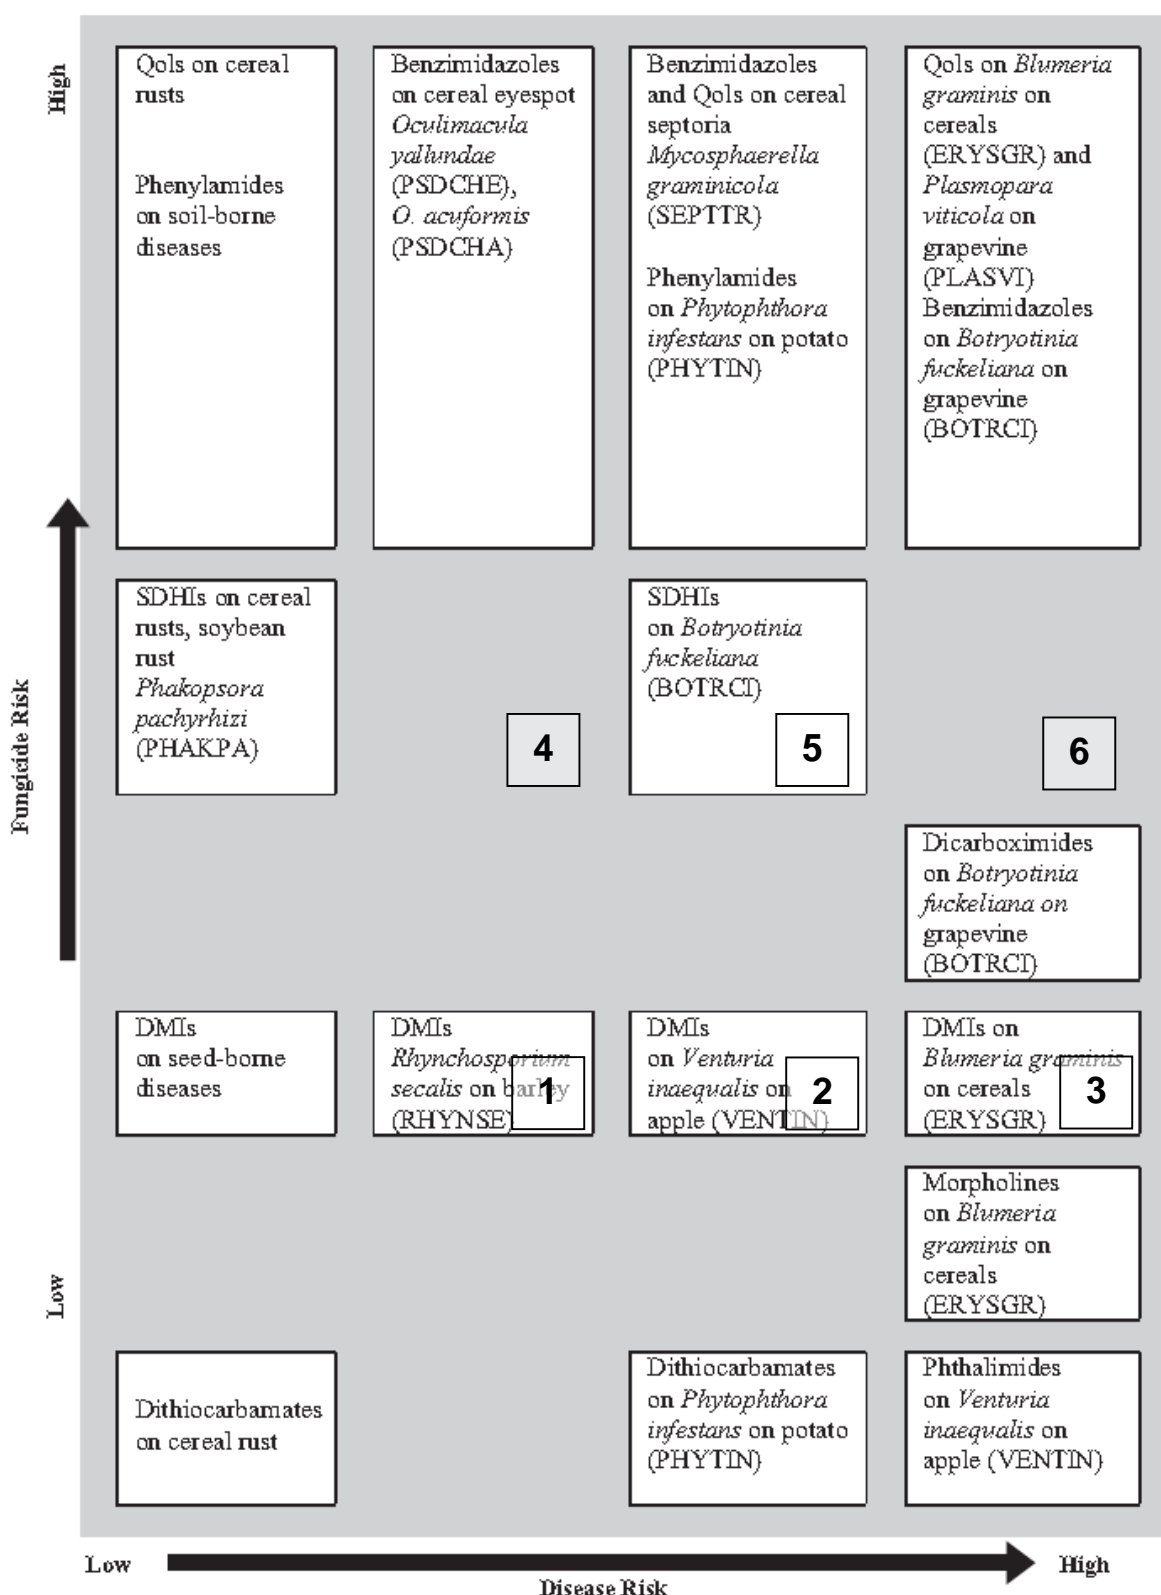 High
Qols on cereal
rusts
Phenylamides
on soil-borne
diseases
Benzimidazoles
on cereal eyespot
Oculimacula
yallundae
(PSDCHE),
O. acuformis
(PSDCHA)
Benzimidazoles
and Qols on cereal
septoria
Mycosphaerella
graminicola
(SEPTTR)
Phenylamides
on Phytophthora
infestans on potato
(PHYTIN)
Qols on Blumeria
graminis on
cereals
(ERYSGR) and
Plasmopara
viticola on
grapevine
(PLASVI)
Benzimidazoles
on Botryotinia
fuckeliana on
grapevine
(BOTRCI)
Fungicide Risk
SDHIs on cereal
rusts, soybean
rust
Phakopsora
pachyrhizi
(PHAKPA)
4
SDHIs
on Botryotinia
fuckeliana
(BOTRCI)
5
6
Dicarboximides
on Botryotinia
fuckeliana on
grapevine
(BOTRCI)
DMIs
on seed-borne
diseases
DMIs
Rhynchosporium
secalis on barley
(RHYNSE)
1
DMIs
on Venturia
inaequalis on
apple (VENTIN)
2
DMIs on
Blumeria graminis
on cereals
(ERYSGR)
3
Morpholines
on Blumeria
graminis on
cereals
(ERYSGR)
Low
Dithiocarbamates
on cereal rust
Dithiocarbamates
on Phytophthora
infestans on potato
(PHYTIN)
Phthalimides
on Venturia
inaequalis on
apple (VENTIN)
Low
High
Disease Risk